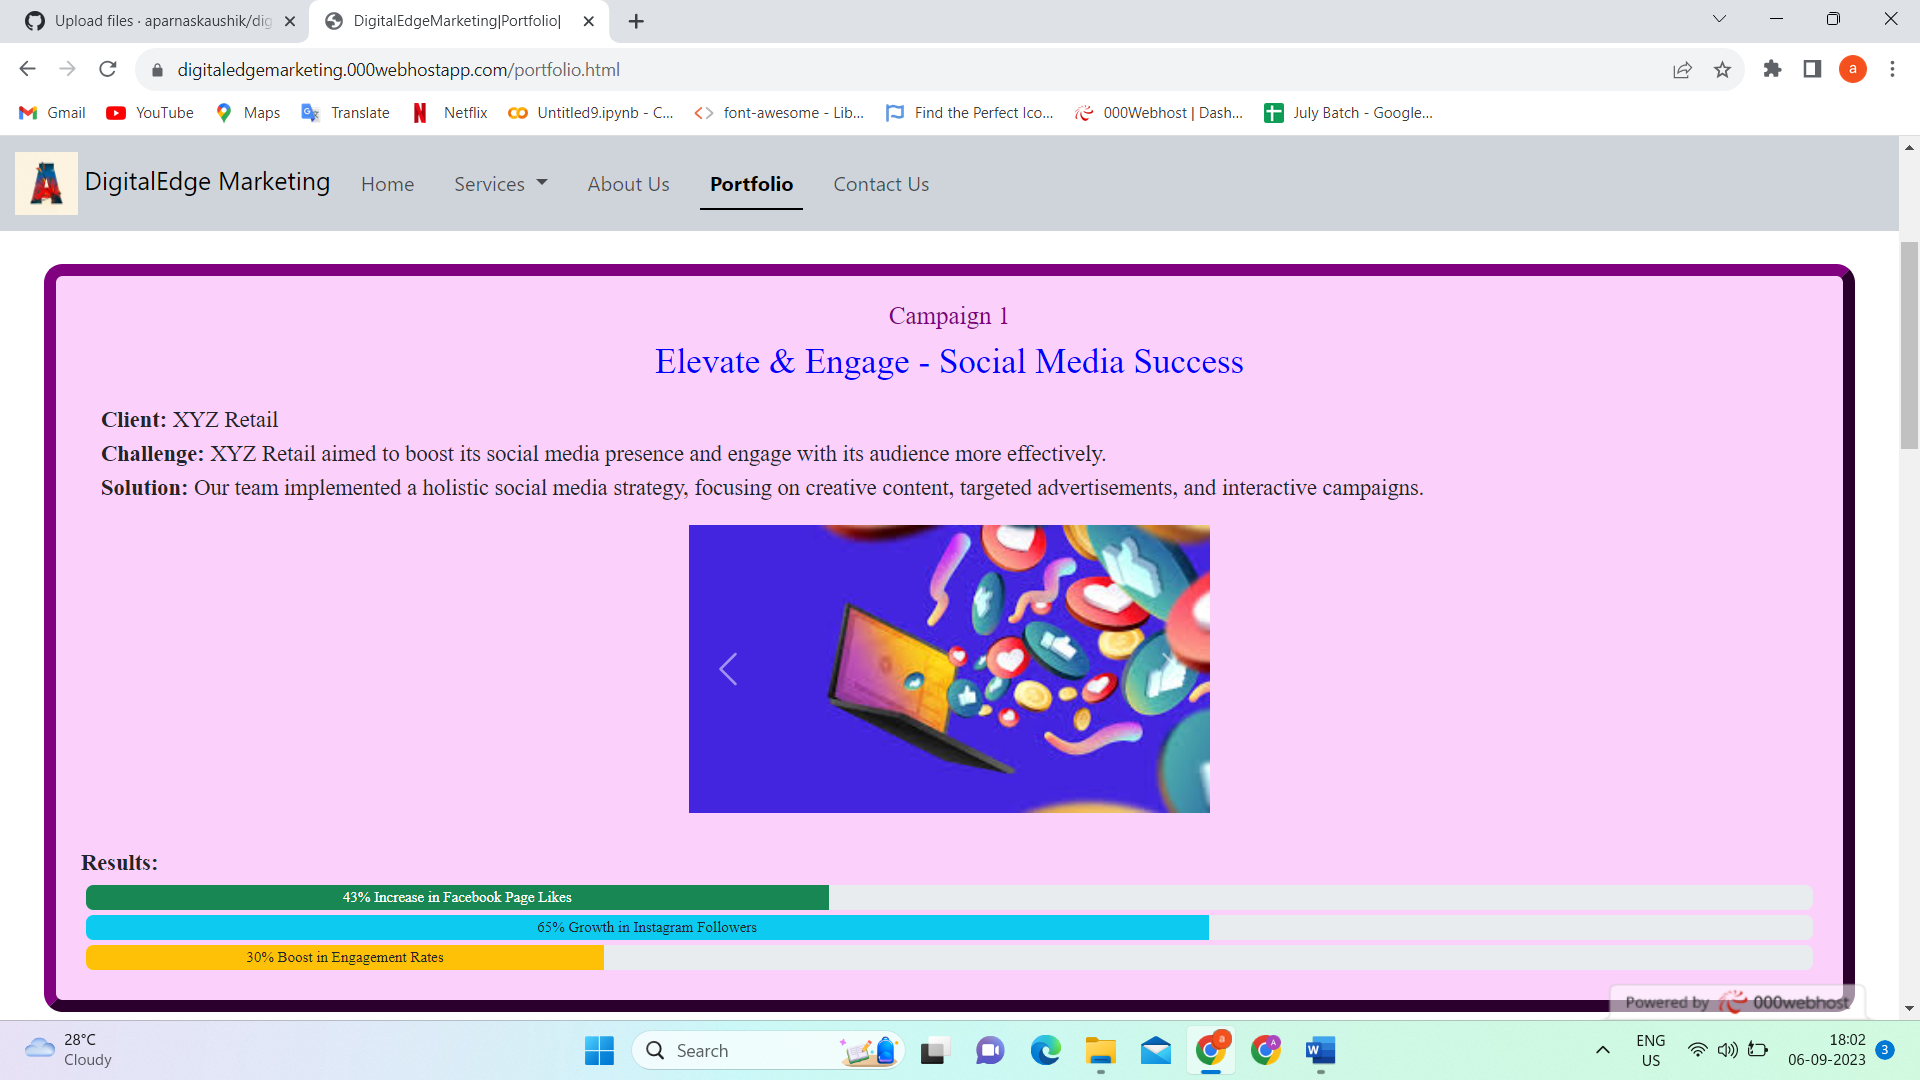 Upload files · aparnaskaushik/dig
DigitalEdgeMarketing|Portfolio|
digitaledgemarketing.000webhostapp.com/portfolio.html
a
Gmail
YouTube
Maps
Translate
Netflix
Untitled9.ipynb - C...
font-awesome - Lib...
Find the Perfect Ico...
000Webhost | Dash...
July Batch - Google...
DigitalEdge Marketing
Home
Services
About Us
Portfolio
Contact Us
Campaign 1
Elevate & Engage - Social Media Success
Client: XYZ Retail
Challenge: XYZ Retail aimed to boost its social media presence and engage with its audience more effectively.
Solution: Our team implemented a holistic social media strategy, focusing on creative content, targeted advertisements, and interactive campaigns.
Results:
43% Increase in Facebook Page Likes
65% Growth in Instagram Followers
30% Boost in Engagement Rates
Powered by 000webhost
28°C
Cloudy
Search
ENG
US
18:02
06-09-2023
3